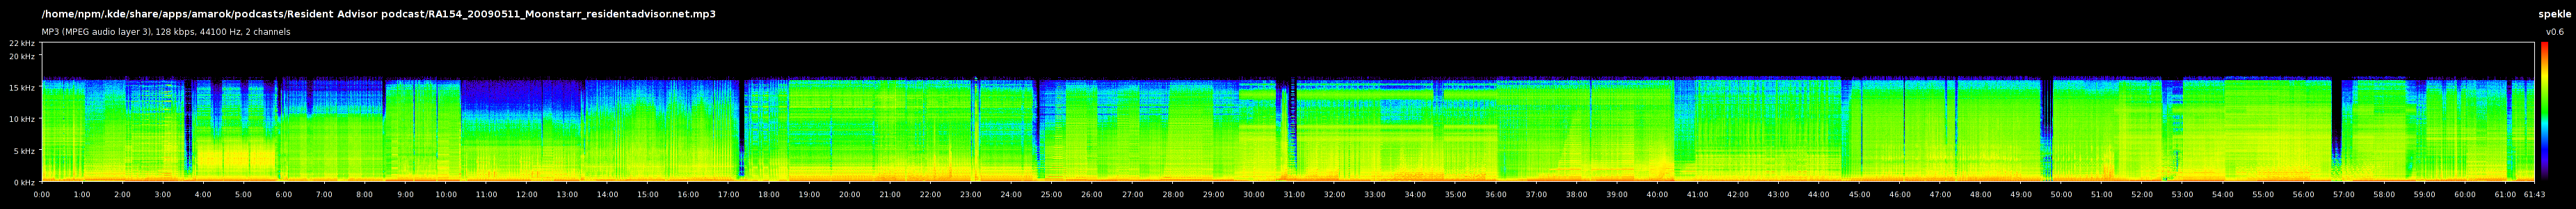 /home/npm/.kde/share/apps/amarok/podcasts/Resident Advisor podcast/RA154_20090511_Moonstarr_residentadvisor.net.mp3
spekle
MP3 (MPEG audio layer 3), 128 kbps, 44100 Hz, 2 channels
v0.6
22 kHz
20 kHz
15 kHz
10 kHz
5 kHz
0 kHz
0:00 1:00 2:00 3:00 4:00 5:00 6:00 7:00 8:00 9:00 10:00 11:00 12:00 13:00 14:00 15:00 16:00 17:00 18:00 19:00 20:00 21:00 22:00 23:00 24:00 25:00 26:00 27:00 28:00 29:00 30:00 31:00 32:00 33:00 34:00 35:00 36:00 37:00 38:00 39:00 40:00 41:00 42:00 43:00 44:00 45:00 46:00 47:00 48:00 49:00 50:00 51:00 52:00 53:00 54:00 55:00 56:00 57:00 58:00 59:00 60:00 61:00 61:43